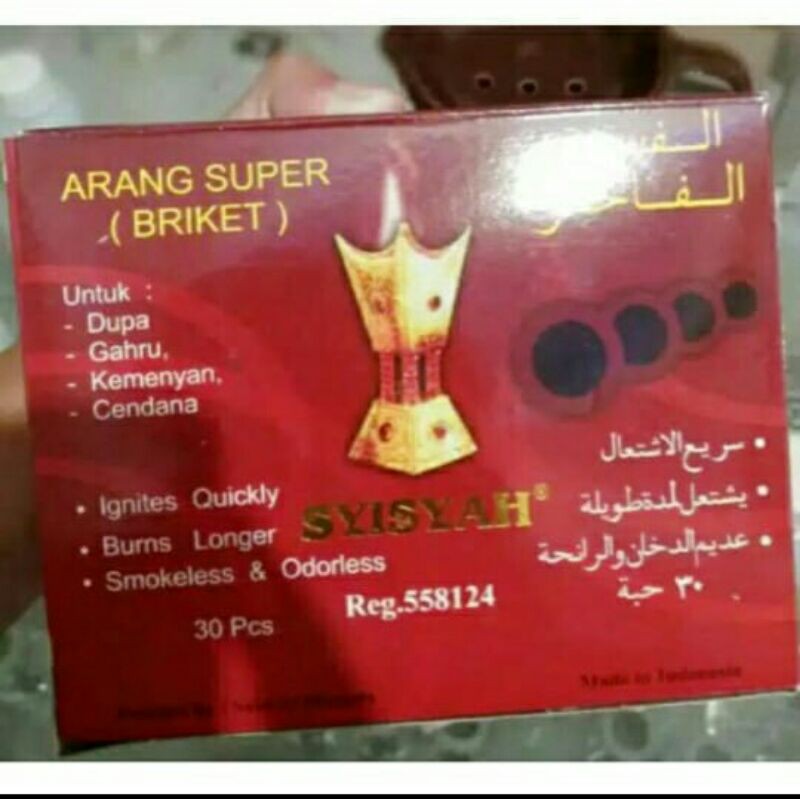 ARANG SUPER
( BRIKET )
Untuk :
- Dupa
- Gahru,
- Kemenyan,
- Cendana
• Ignites Quickly
• Burns Longer
• Smokeless & Odorless
30 Pcs
SYISYAH®
Reg.558124
• سريع الاشتعال
• يشتعل لمدة طويلة
• عديم الدخان والرائحة
٣٠ حبة
Made in Indonesia